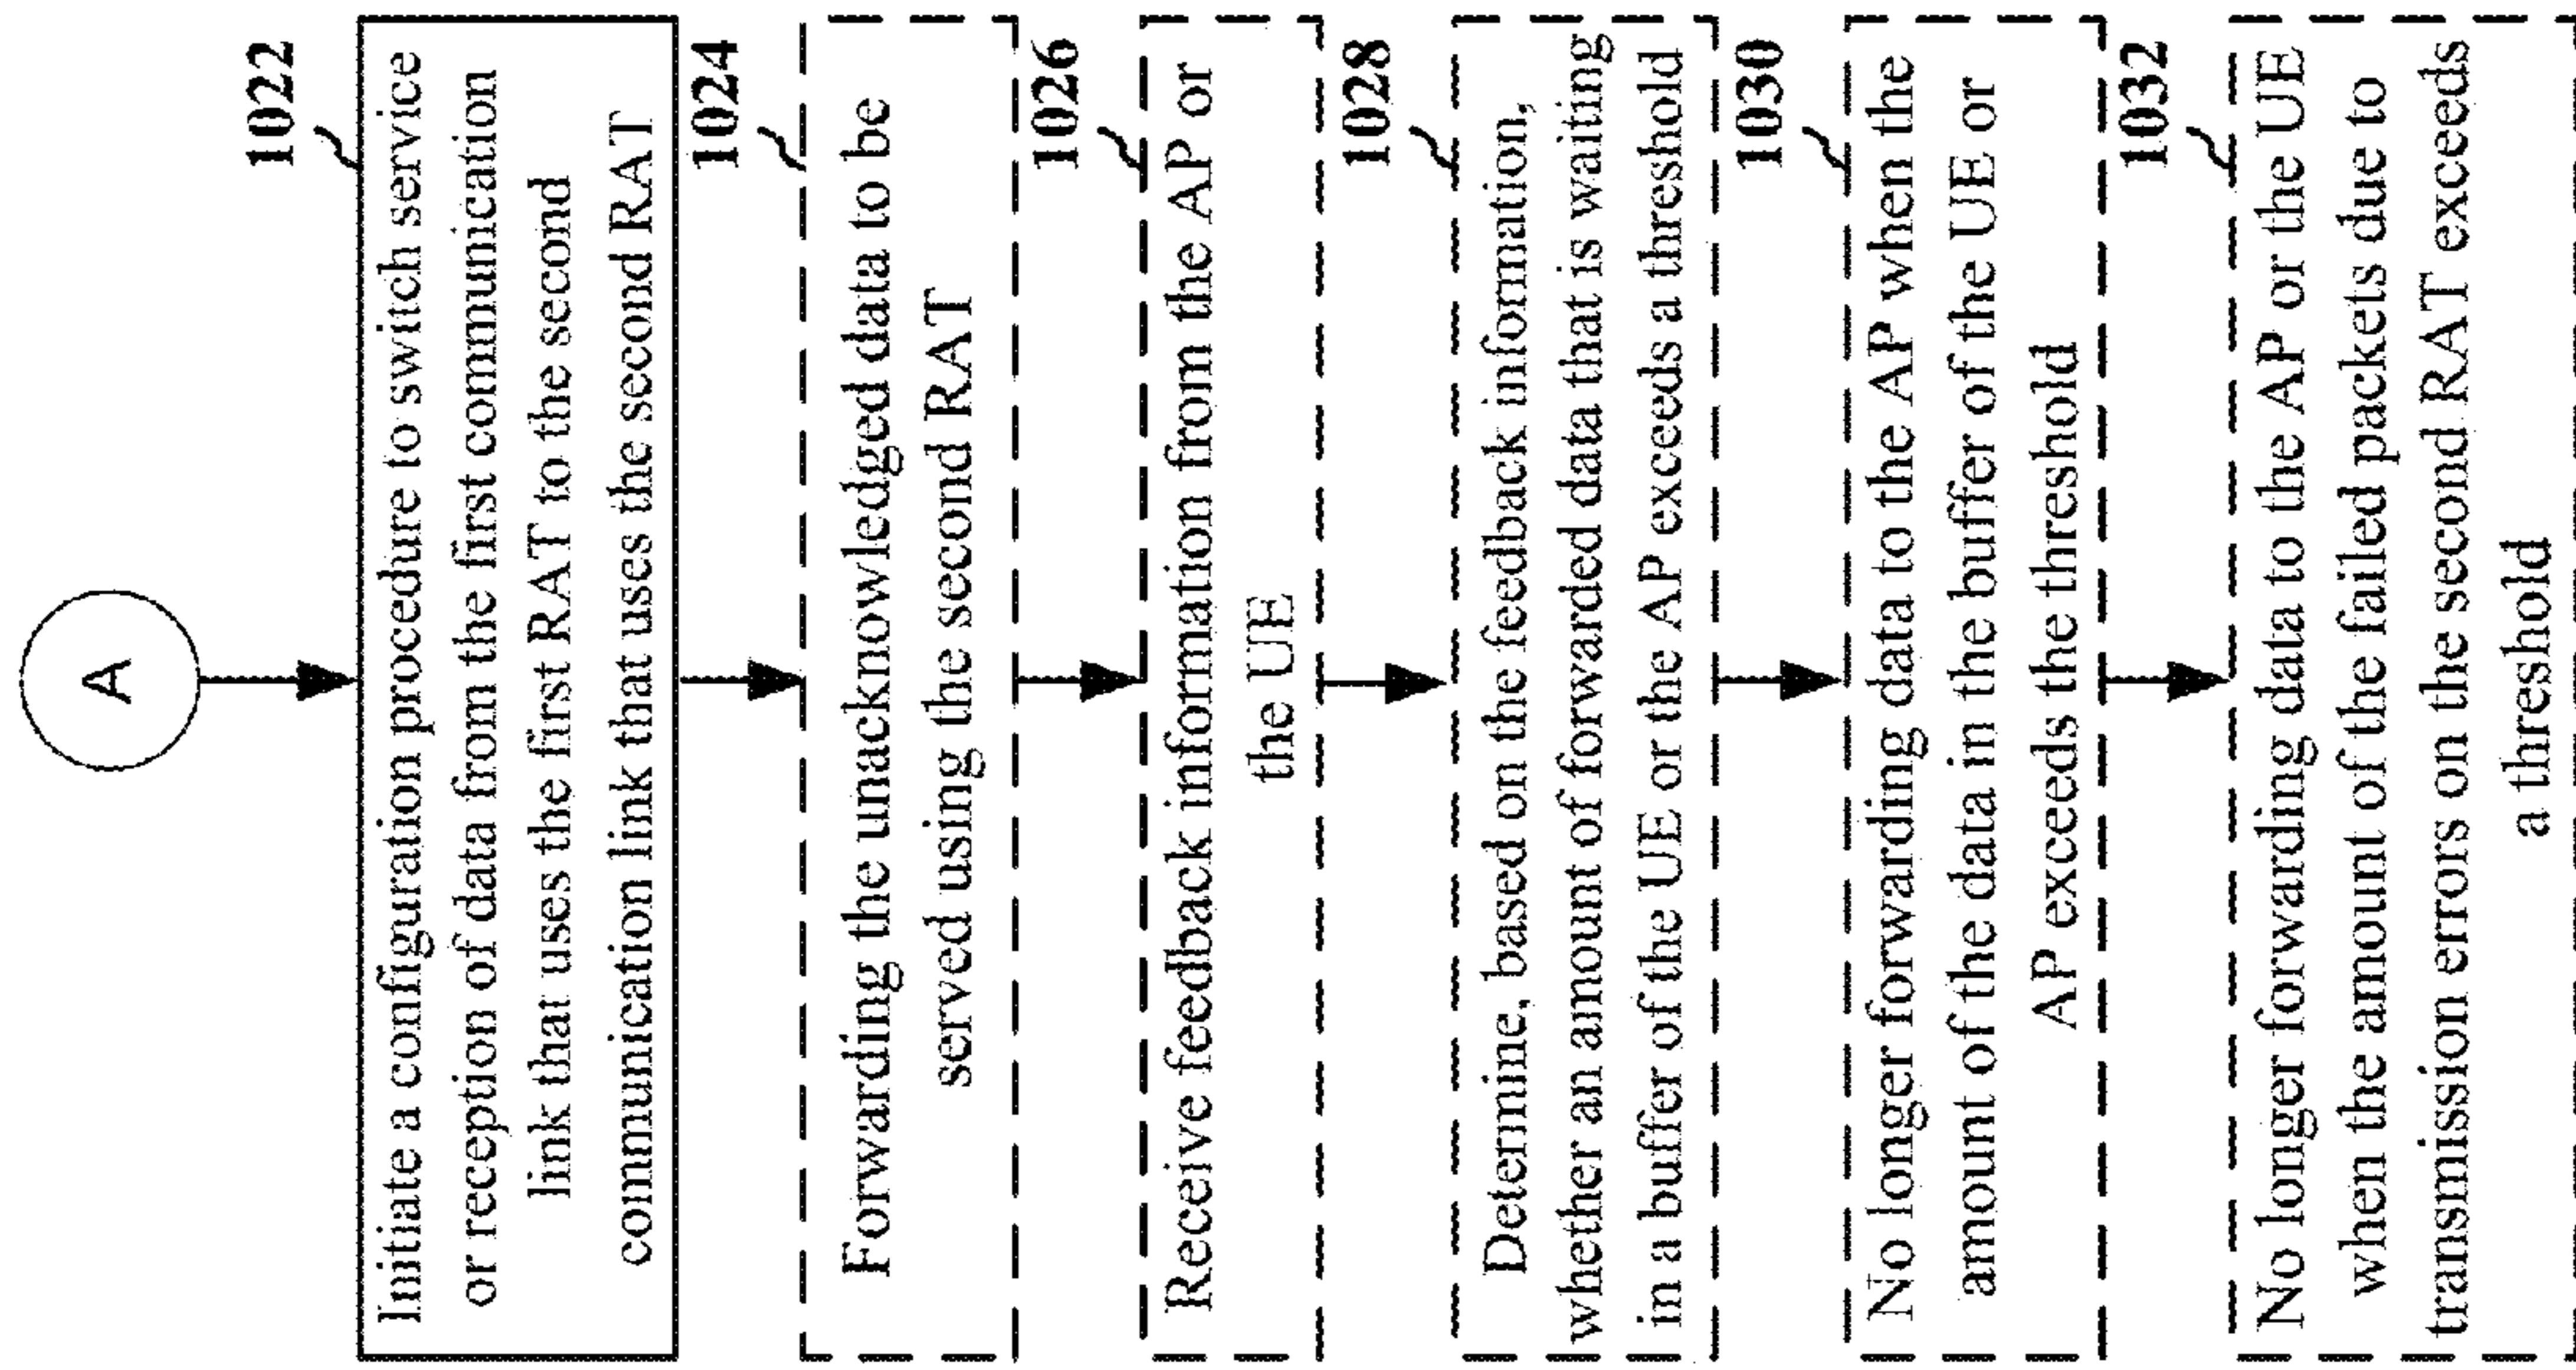 A
1022
Initiate a configuration procedure to switch service
or reception of data from the first communication
link that uses the first RAT to the second
communication link that uses the second RAT
1024
Forwarding the unacknowledged data to be
served using the second RAT
1026
Receive feedback information from the AP or
the UE
1028
Determine, based on the feedback information,
whether an amount of forwarded data that is waiting
in a buffer of the UE or the AP exceeds a threshold
1030
No longer forwarding data to the AP when the
amount of the data in the buffer of the UE or
AP exceeds the threshold
1032
No longer forwarding data to the AP or the UE
when the amount of the failed packets due to
transmission errors on the second RAT exceeds
a threshold